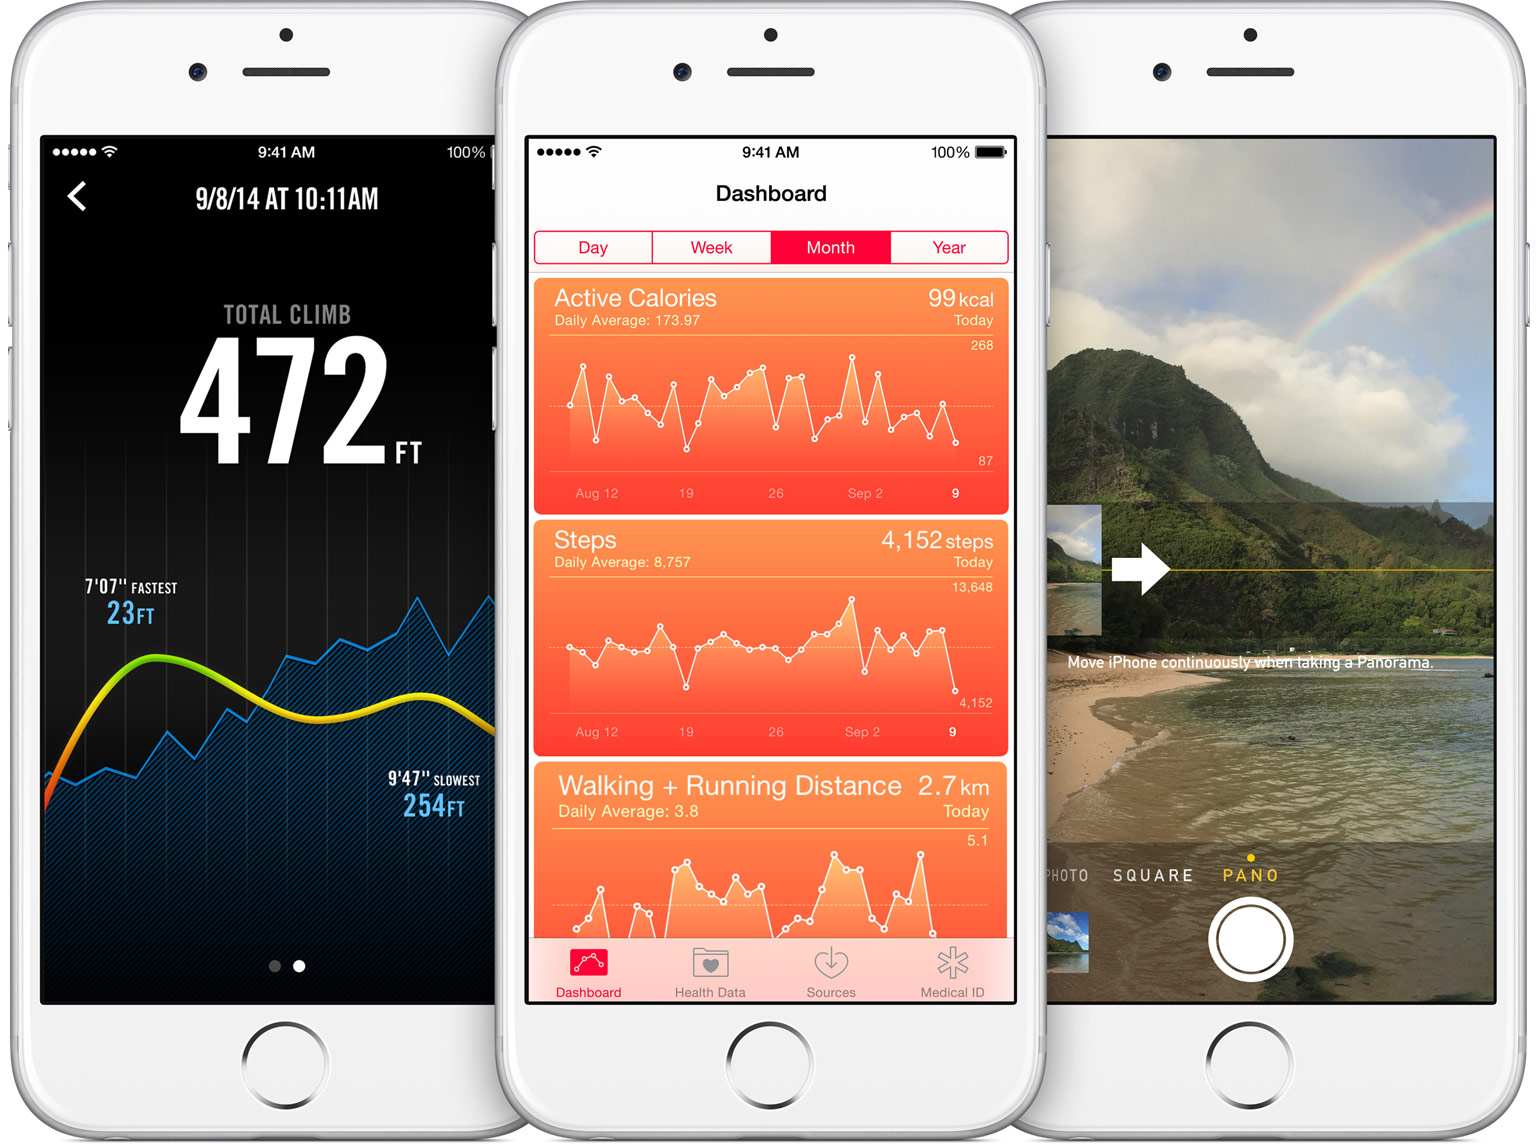 9:41 AM
100%
9/8/14 AT 10:11AM
TOTAL CLIMB
472 FT
7'07" FASTEST
23FT
9'47" SLOWEST
254FT
9:41 AM
100%
Dashboard
Day
Week
Month
Year
Active Calories
99 kcal
Daily Average: 173.97
Today
268
87
Aug 12
19
26
Sep 2
9
Steps
4,152 steps
Daily Average: 8,757
Today
13,648
4,152
Aug 12
19
26
Sep 2
9
Walking + Running Distance
2.7 km
Daily Average: 3.8
Today
5.1
Dashboard
Health Data
Sources
Medical ID
Move iPhone continuously when taking a Panorama.
PHOTO
SQUARE
PANO